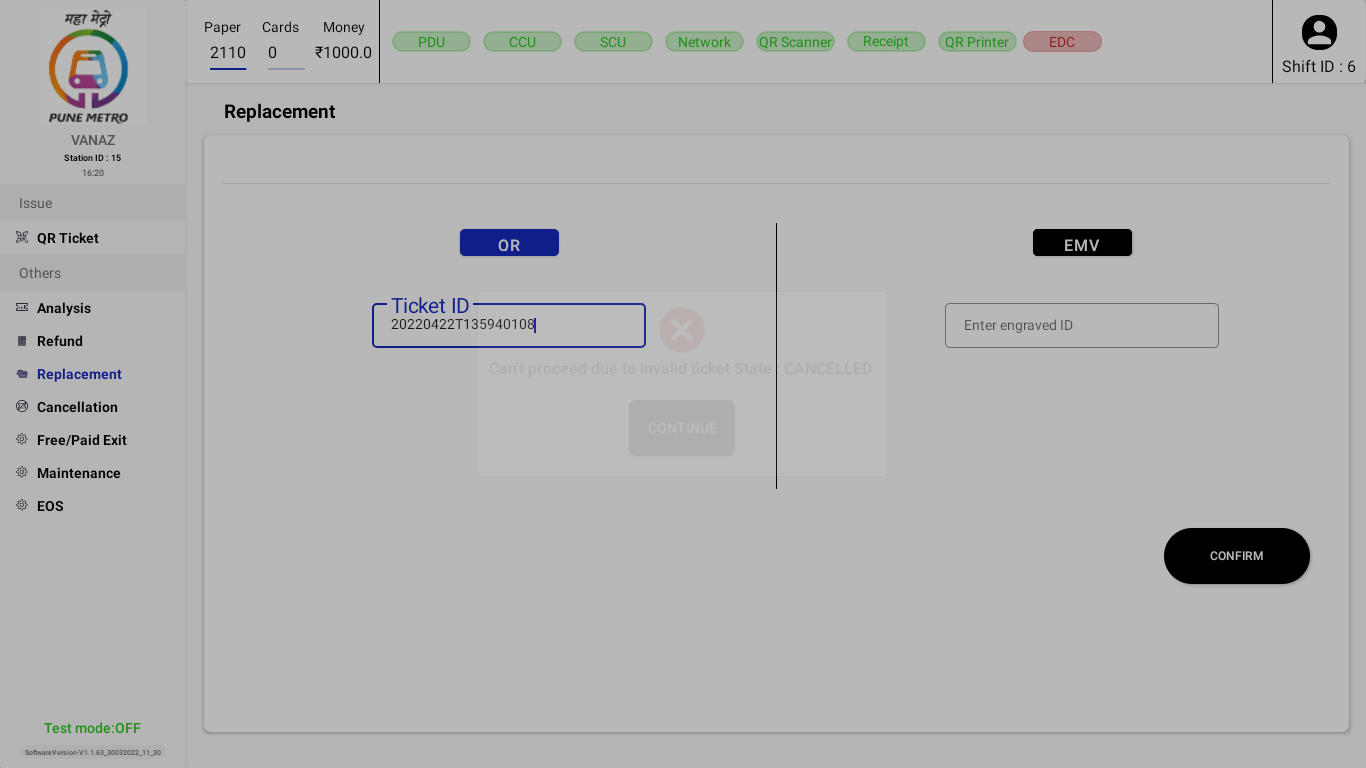 महा मेट्रो
PUNE METRO
VANAZ
Station ID : 15
16:20
Issue
QR Ticket
Others
Analysis
Refund
Replacement
Cancellation
Free/Paid Exit
Maintenance
EOS
Test mode:OFF
SoftwareVersion-V1.1.63_30032022_11_30
Paper Cards Money
2110 0 ₹1000.0
PDU CCU SCU Network QR Scanner Receipt QR Printer EDC
Shift ID : 6
Replacement
QR EMV
Ticket ID
20220422T135940108
Enter engraved ID
Can't proceed due to invalid ticket State : CANCELLED
CONTINUE
CONFIRM